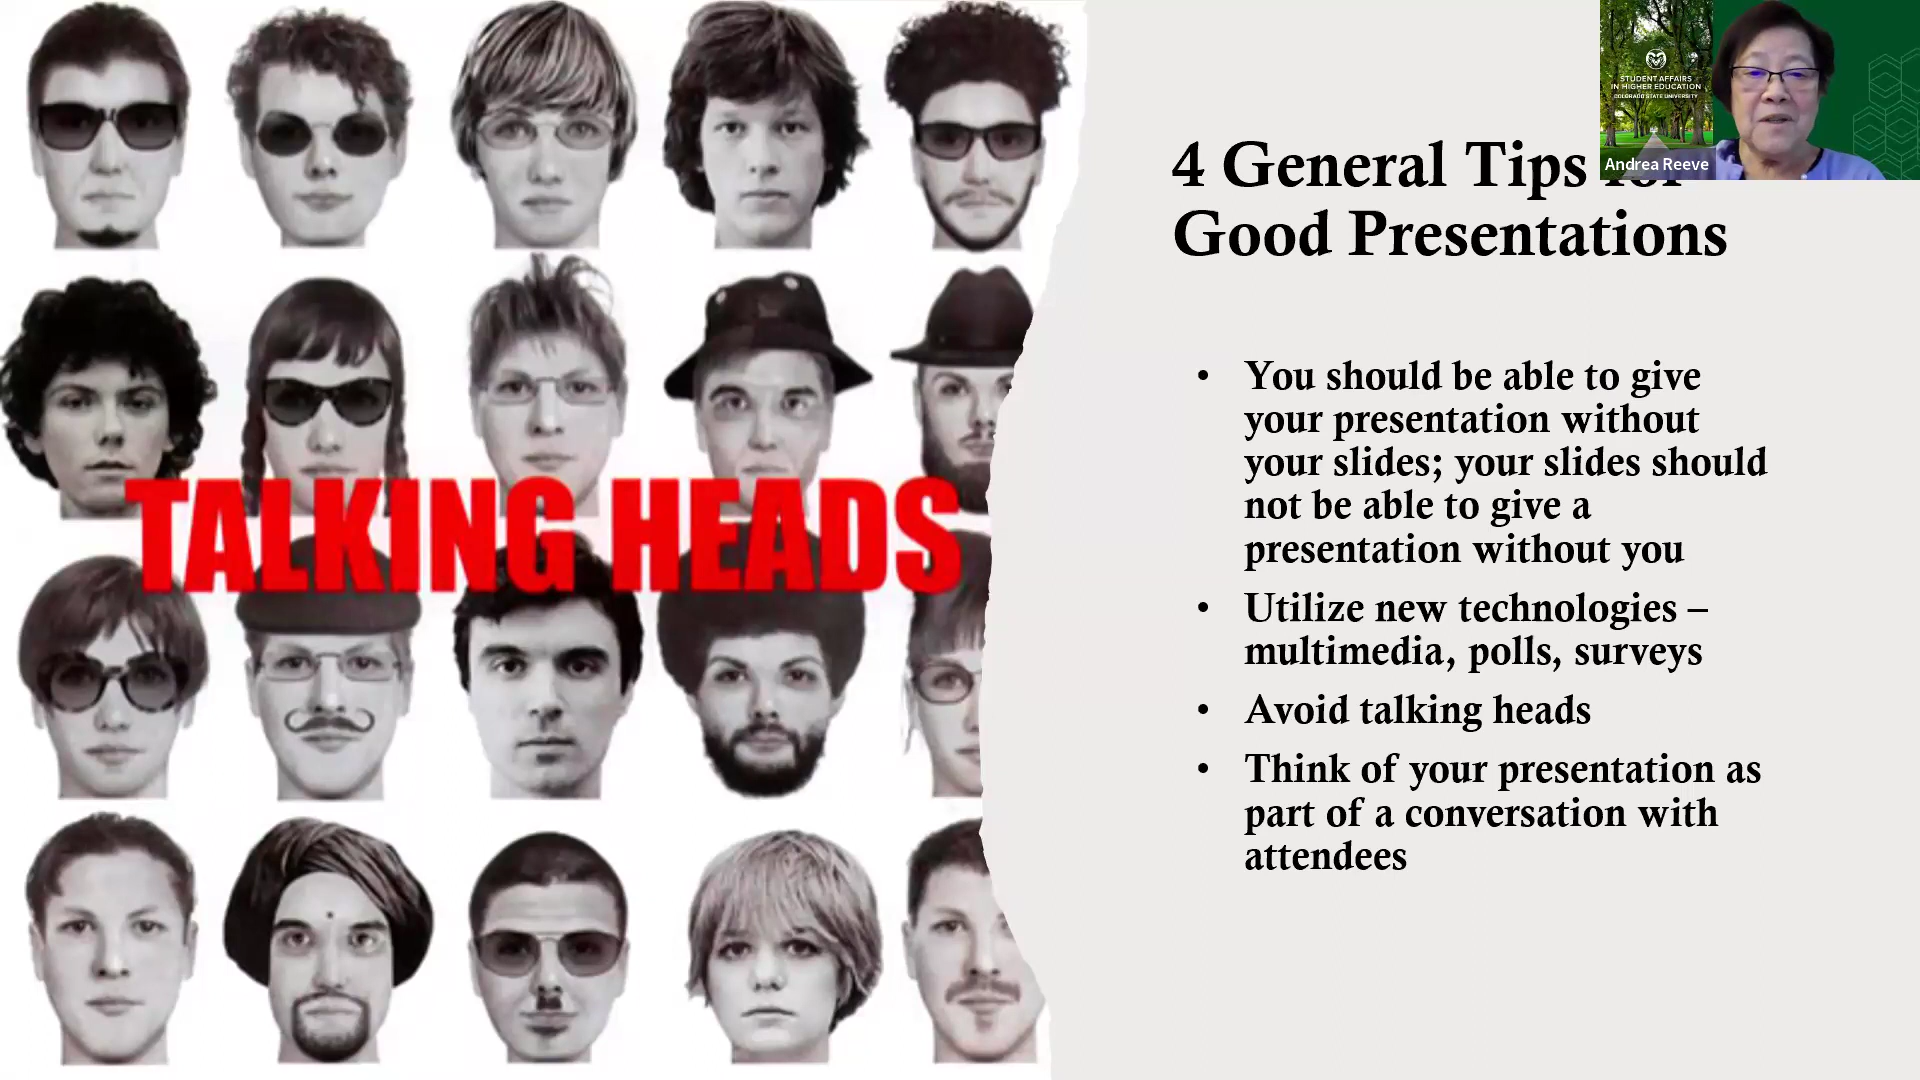 TALKING HEADS
4 General Tips for
Good Presentations
• You should be able to give
your presentation without
your slides; your slides should
not be able to give a
presentation without you
• Utilize new technologies –
multimedia, polls, surveys
• Avoid talking heads
• Think of your presentation as
part of a conversation with
attendees
STUDENT AFFAIRS
IN HIGHER EDUCATION
COLORADO STATE UNIVERSITY
Andrea Reeve